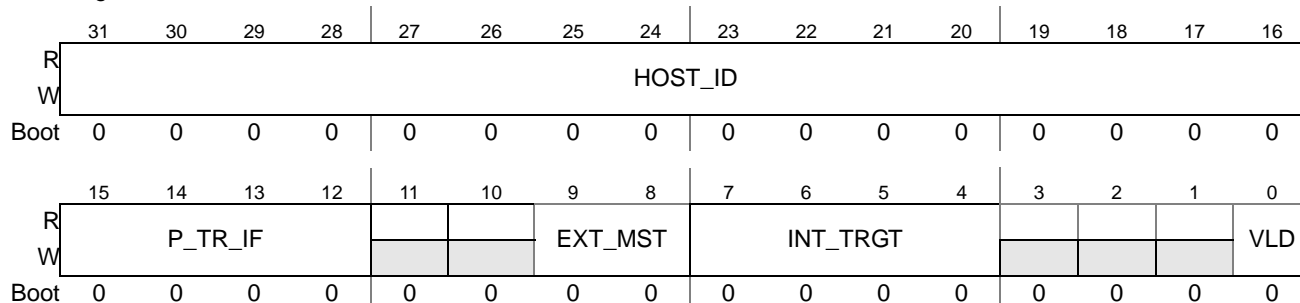 31 30 29 28 27 26 25 24 23 22 21 20 19 18 17 16
R
HOST_ID
W
Boot 0 0 0 0 0 0 0 0 0 0 0 0 0 0 0 0
15 14 13 12 11 10 9 8 7 6 5 4 3 2 1 0
R
P_TR_IF EXT_MST INT_TRGT VLD
W
Boot 0 0 0 0 0 0 0 0 0 0 0 0 0 0 0 0